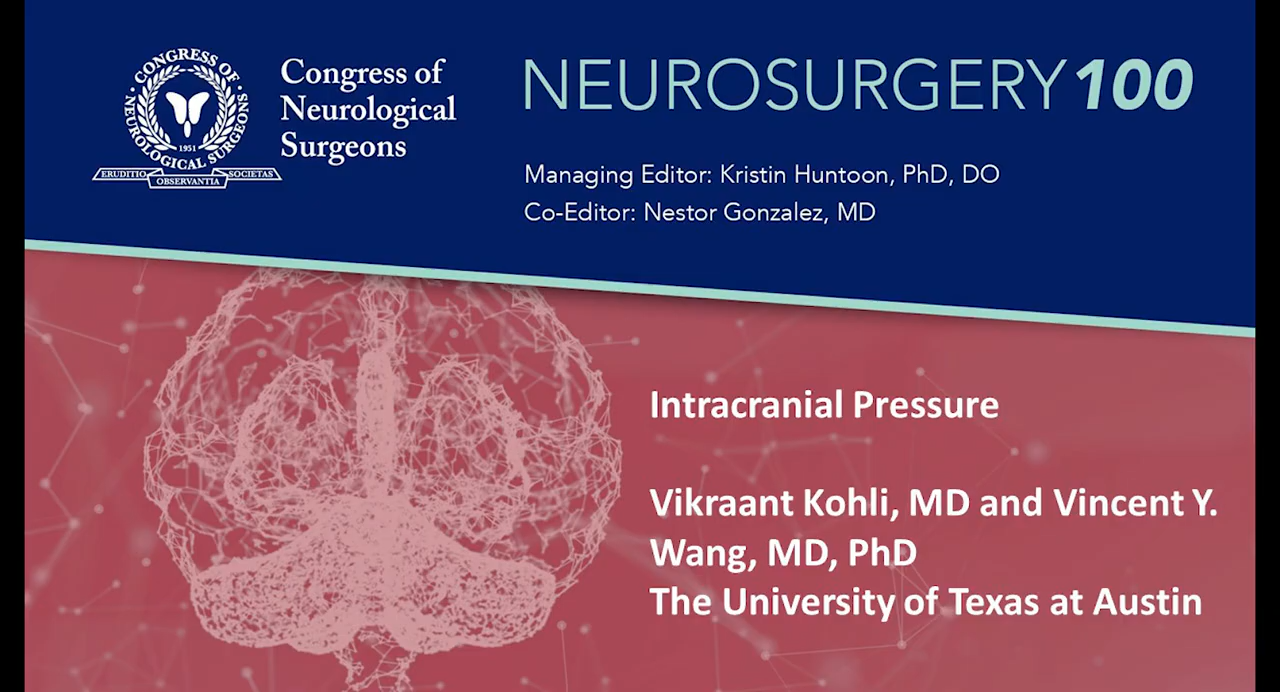 CONGRESS OF
NEUROLOGICAL SURGEONS
1951
ERUDITIO OBSERVANTIA SOCIETAS
Congress of
Neurological
Surgeons
NEUROSURGERY100
Managing Editor: Kristin Huntoon, PhD, DO
Co-Editor: Nestor Gonzalez, MD
Intracranial Pressure
Vikraant Kohli, MD and Vincent Y.
Wang, MD, PhD
The University of Texas at Austin